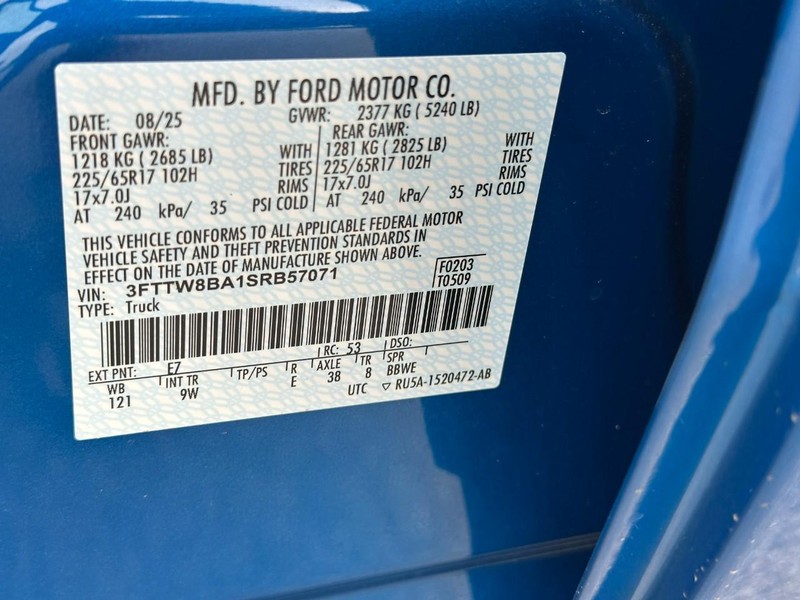 MFD. BY FORD MOTOR CO.
DATE: 08/25 GVWR: 2377 KG ( 5240 LB)
FRONT GAWR: REAR GAWR:
1218 KG ( 2685 LB) WITH 1281 KG ( 2825 LB) WITH
225/65R17 102H TIRES 225/65R17 102H TIRES
17x7.0J RIMS 17x7.0J RIMS
AT 240 kPa/ 35 PSI COLD AT 240 kPa/ 35 PSI COLD
THIS VEHICLE CONFORMS TO ALL APPLICABLE FEDERAL MOTOR
VEHICLE SAFETY AND THEFT PREVENTION STANDARDS IN
EFFECT ON THE DATE OF MANUFACTURE SHOWN ABOVE.
VIN: 3FTTW8BA1SRB57071 F0203
TYPE: Truck T0509
EXT PNT: E7 RC: 53 DSO:
WB INT TR TP/PS R AXLE TR SPR
121 9W E 38 8 BBWE
UTC ▽ RU5A-1520472-AB